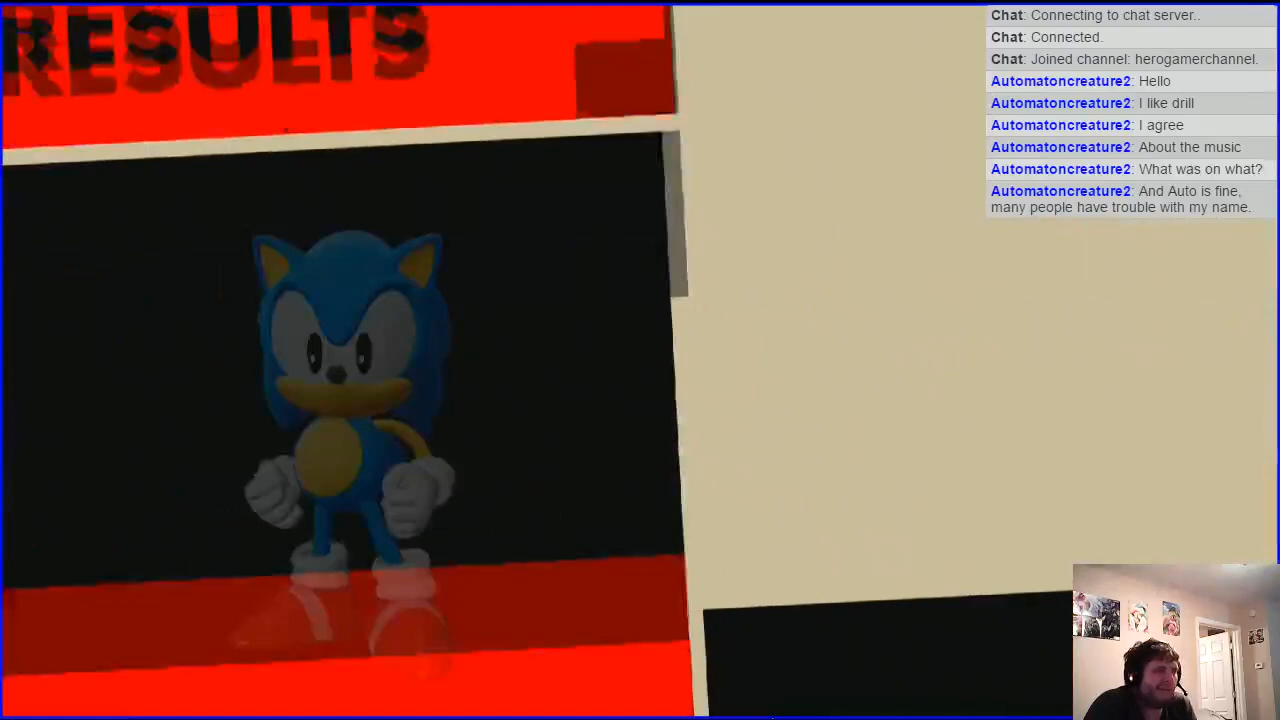 RESULTS
Chat: Connecting to chat server..
Chat: Connected.
Chat: Joined channel: herogamerchannel.
Automatoncreature2: Hello
Automatoncreature2: I like drill
Automatoncreature2: I agree
Automatoncreature2: About the music
Automatoncreature2: What was on what?
Automatoncreature2: And Auto is fine,
many people have trouble with my name.